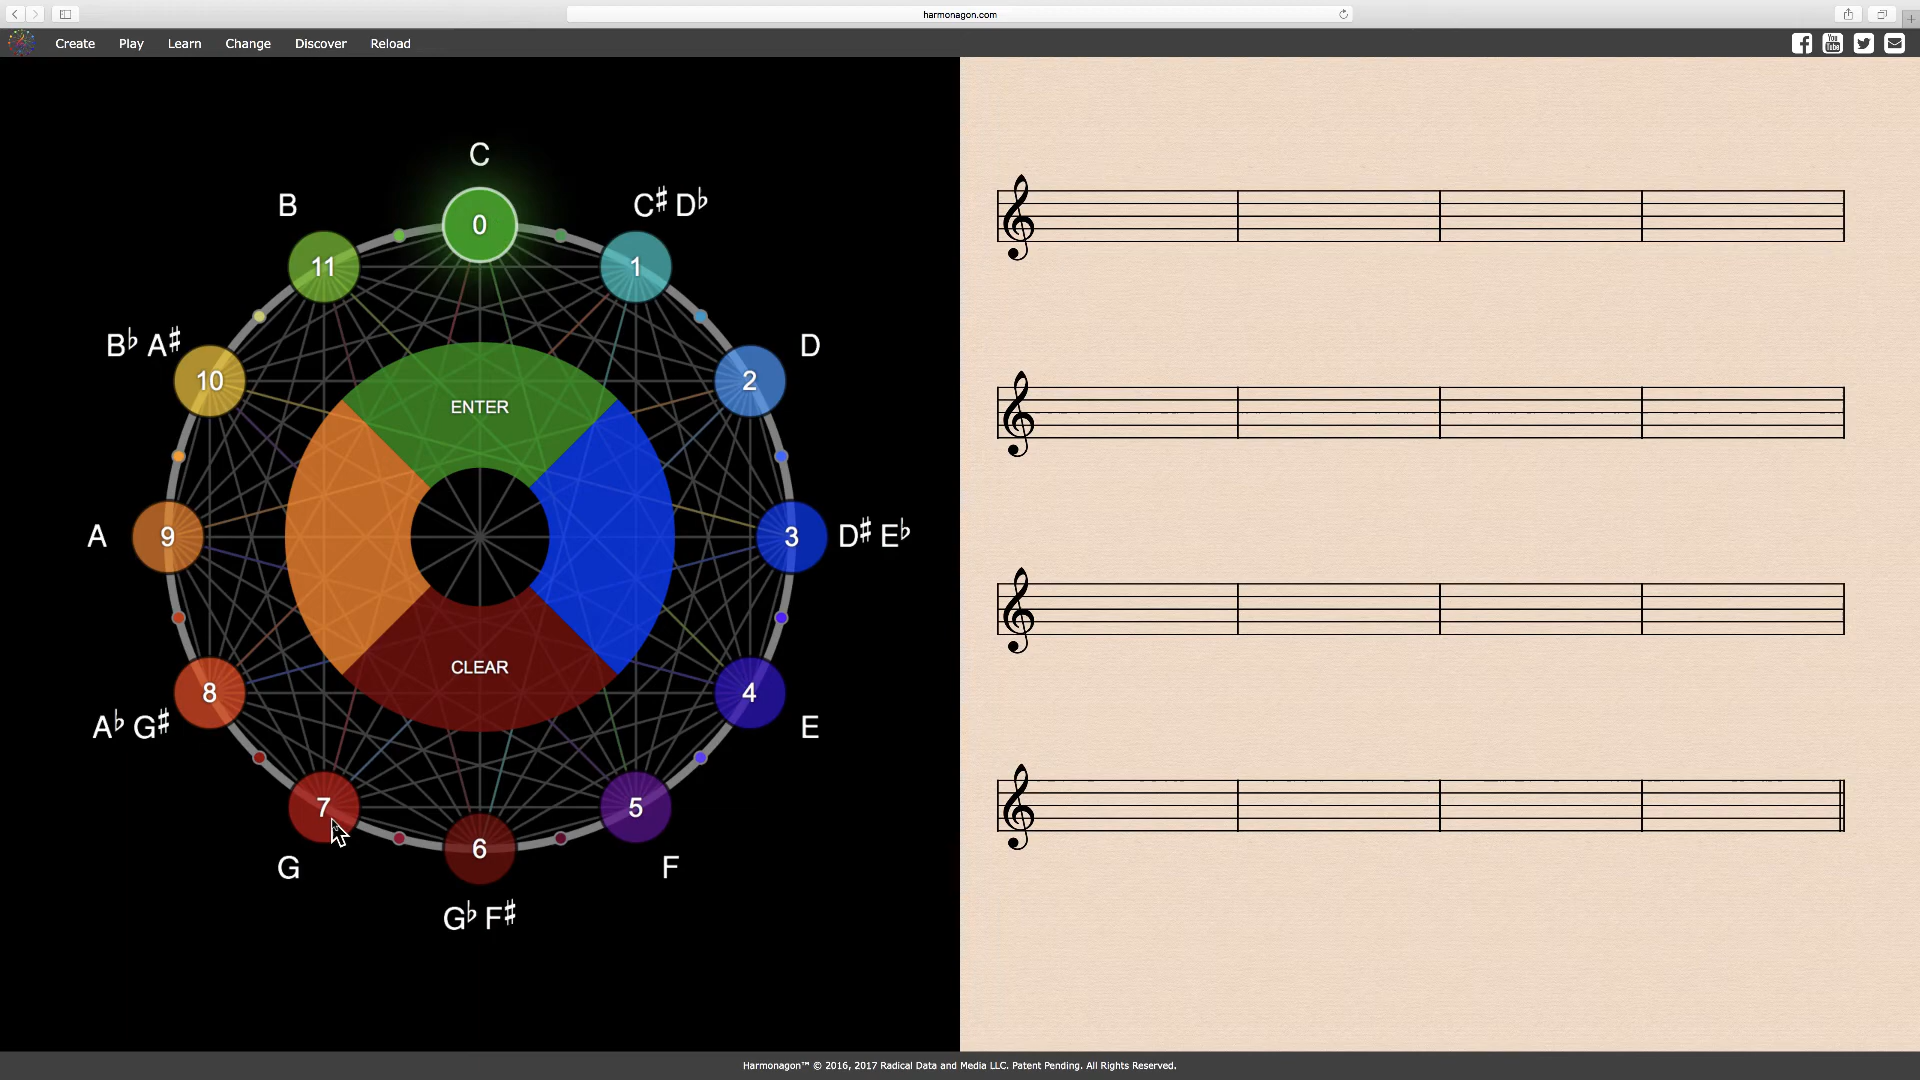 harmonagon.com
Create Play Learn Change Discover Reload
C
B
C♯ D♭
0
11
1
B♭ A♯
D
10
2
ENTER
A
9
3
D♯ E♭
CLEAR
8
4
A♭ G♯
E
7
5
6
G
F
G♭ F♯
Harmonagon™ © 2016, 2017 Radical Data and Media LLC. Patent Pending. All Rights Reserved.